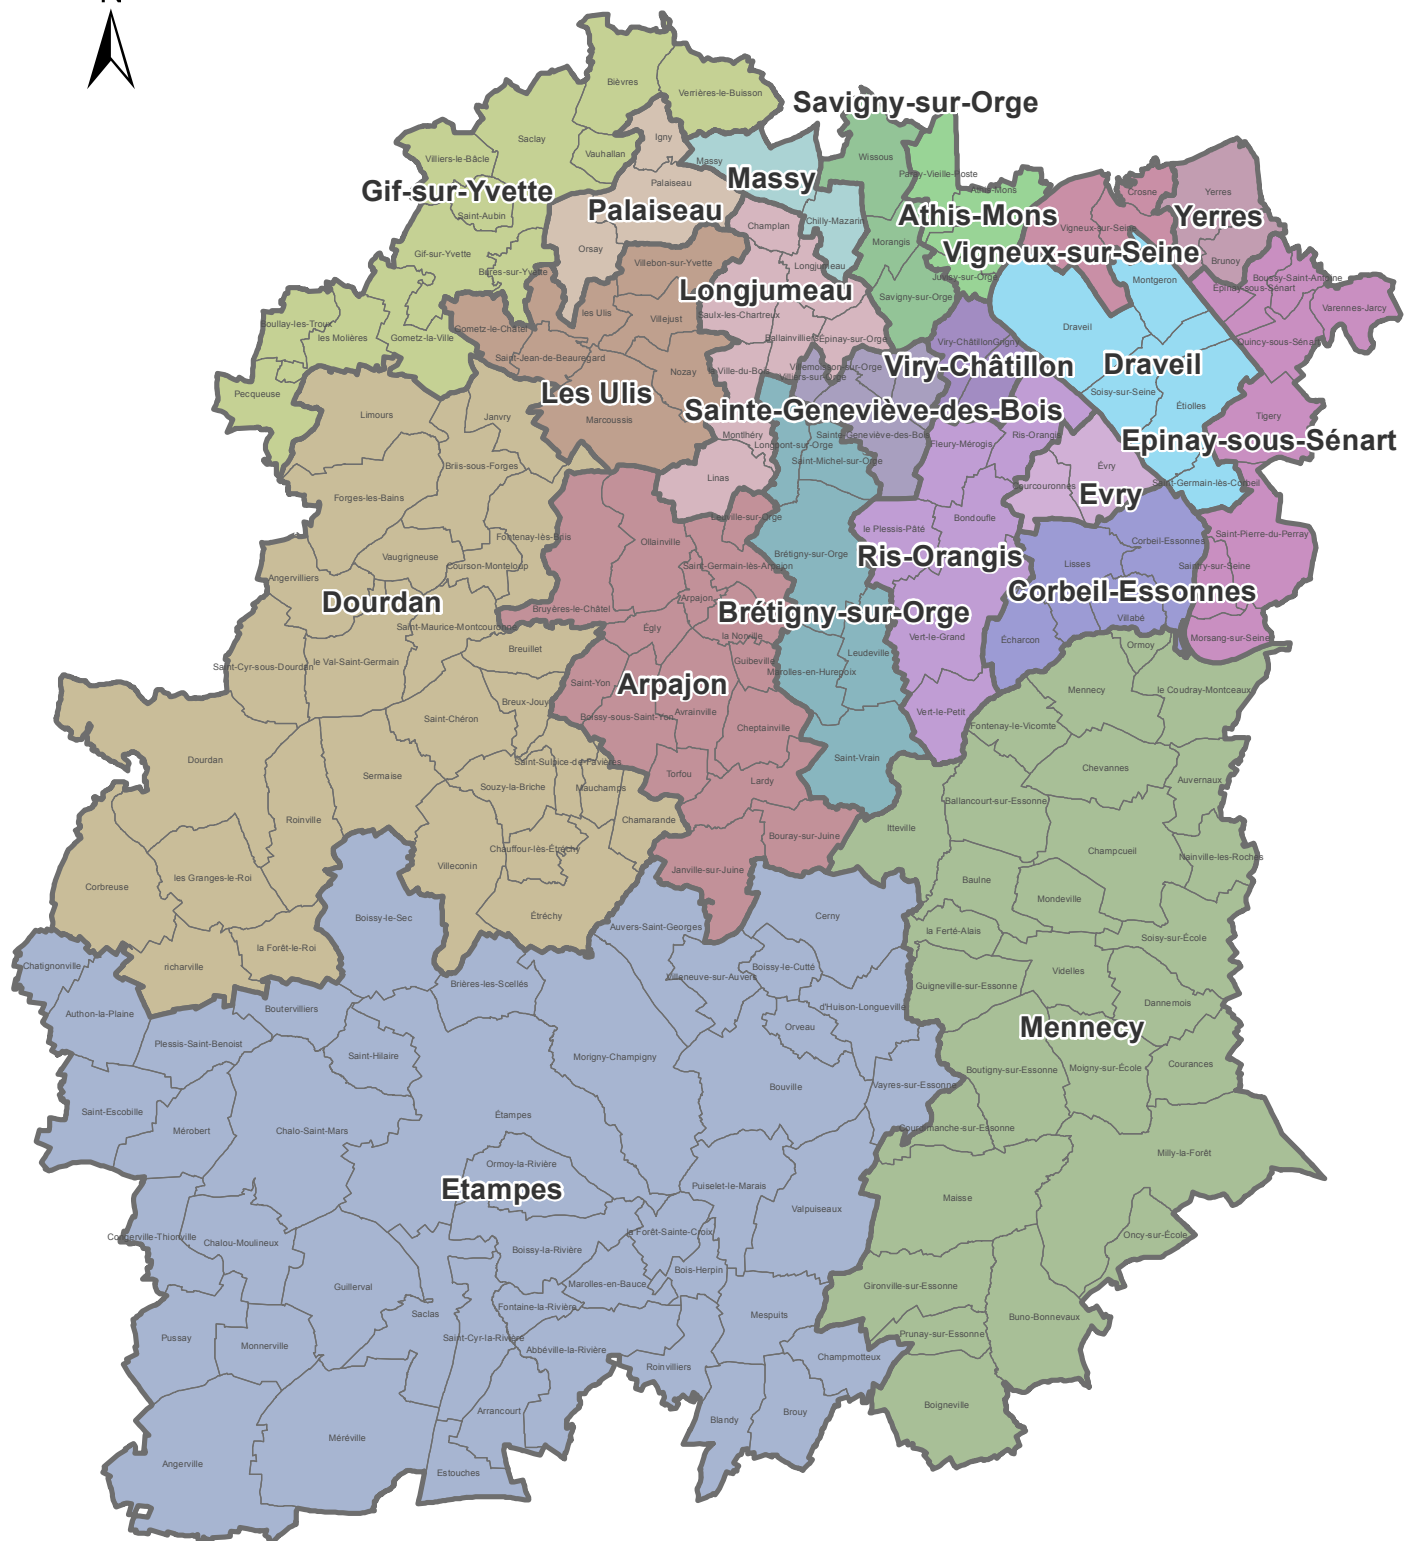 N
Bièvres
Verrières-le-Buisson
Savigny-sur-Orge
Saclay
Igny
Vauhallan
Villiers-le-Bâcle
Massy
Wissous
Paray-Vieille-Poste
Massy
Palaiseau
Athis-Mons
Crosne
Yerres
Gif-sur-Yvette
Saint-Aubin
Palaiseau
Athis-Mons
Yerres
Champlan
Chilly-Mazarin
Vigneux-sur-Seine
Orsay
Morangis
Vigneux-sur-Seine
Gif-sur-Yvette
Villebon-sur-Yvette
Longjumeau
Brunoy
Bures-sur-Yvette
Juvisy-sur-Orge
Montgeron
Boussy-Saint-Antoine
Épinay-sous-Sénart
Longjumeau
Savigny-sur-Orge
Varennes-Jarcy
les Ulis
Saulx-les-Chartreux
Villejust
Boullay-les-Troux
Gometz-le-Châtel
Draveil
les Molières
Gometz-la-Ville
Ballainvilliers
Épinay-sur-Orge
Viry-Châtillon
Grigny
Quincy-sous-Sénart
Saint-Jean-de-Beauregard
Nozay
la Ville-du-Bois
Villemoisson-sur-Orge
Villiers-sur-Orge
Viry-Châtillon
Draveil
Pecqueuse
Les Ulis
Soisy-sur-Seine
Étiolles
Limours
Janvry
Marcoussis
Sainte-Geneviève-des-Bois
Tigery
Montlhéry
Longpont-sur-Orge
Sainte-Geneviève-des-Bois
Fleury-Mérogis
Ris-Orangis
Epinay-sous-Sénart
Briis-sous-Forges
Saint-Michel-sur-Orge
Évry
Linas
Courcouronnes
Evry
Saint-Germain-lès-Corbeil
Forges-les-Bains
Leuville-sur-Orge
le Plessis-Pâté
Bondoufle
Fontenay-lès-Briis
Ollainville
Corbeil-Essonnes
Saint-Pierre-du-Perray
Vaugrigneuse
Courson-Monteloup
Saint-Germain-lès-Arpajon
Brétigny-sur-Orge
Ris-Orangis
Lisses
Saintry-sur-Seine
Angervilliers
Dourdan
Bruyères-le-Châtel
Arpajon
Brétigny-sur-Orge
Corbeil-Essonnes
Villabé
Saint-Maurice-Montcouronne
Égly
la Norville
Vert-le-Grand
Écharcon
Morsang-sur-Seine
Breuillet
Ormoy
Saint-Cyr-sous-Dourdan
le Val-Saint-Germain
Guibeville
Leudeville
Marolles-en-Hurepoix
Saint-Yon
Arpajon
Mennecy
le Coudray-Montceaux
Breux-Jouy
Saint-Chéron
Boissy-sous-Saint-Yon
Avrainville
Vert-le-Petit
Cheptainville
Fontenay-le-Vicomte
Dourdan
Saint-Sulpice-de-Favières
Saint-Vrain
Chevannes
Sermaise
Torfou
Lardy
Auvernaux
Souzy-la-Briche
Mauchamps
Ballancourt-sur-Essonne
Roinville
Chamarande
Bouray-sur-Juine
Itteville
Chauffour-lès-Étréchy
Champcueil
Nainville-les-Roches
Villeconin
Janville-sur-Juine
les Granges-le-Roi
Corbreuse
Baulne
Mondeville
Boissy-le-Sec
Étréchy
Cerny
Auvers-Saint-Georges
la Ferté-Alais
Soisy-sur-École
la Forêt-le-Roi
Chatignonville
richarville
Boissy-le-Cutté
Videlles
Villeneuve-sur-Auvers
Brières-les-Scellés
Guigneville-sur-Essonne
Boutervilliers
d'Huison-Longueville
Dannemois
Authon-la-Plaine
Orveau
Mennecy
Plessis-Saint-Benoist
Saint-Hilaire
Morigny-Champigny
Boutigny-sur-Essonne
Moigny-sur-École
Courances
Bouville
Vayres-sur-Essonne
Saint-Escobille
Étampes
Mérobert
Chalo-Saint-Mars
Courdimanche-sur-Essonne
Milly-la-Forêt
Ormoy-la-Rivière
Etampes
Puiselet-le-Marais
Maisse
Valpuiseaux
Congerville-Thionville
Chalou-Moulineux
la Forêt-Sainte-Croix
Oncy-sur-École
Boissy-la-Rivière
Bois-Herpin
Guillerval
Marolles-en-Bauce
Gironville-sur-Essonne
Saclas
Fontaine-la-Rivière
Mespuits
Buno-Bonnevaux
Pussay
Monnerville
Saint-Cyr-la-Rivière
Prunay-sur-Essonne
Abbéville-la-Rivière
Champmotteux
Roinvilliers
Boigneville
Arrancourt
Blandy
Brouy
Méréville
Angerville
Estouches